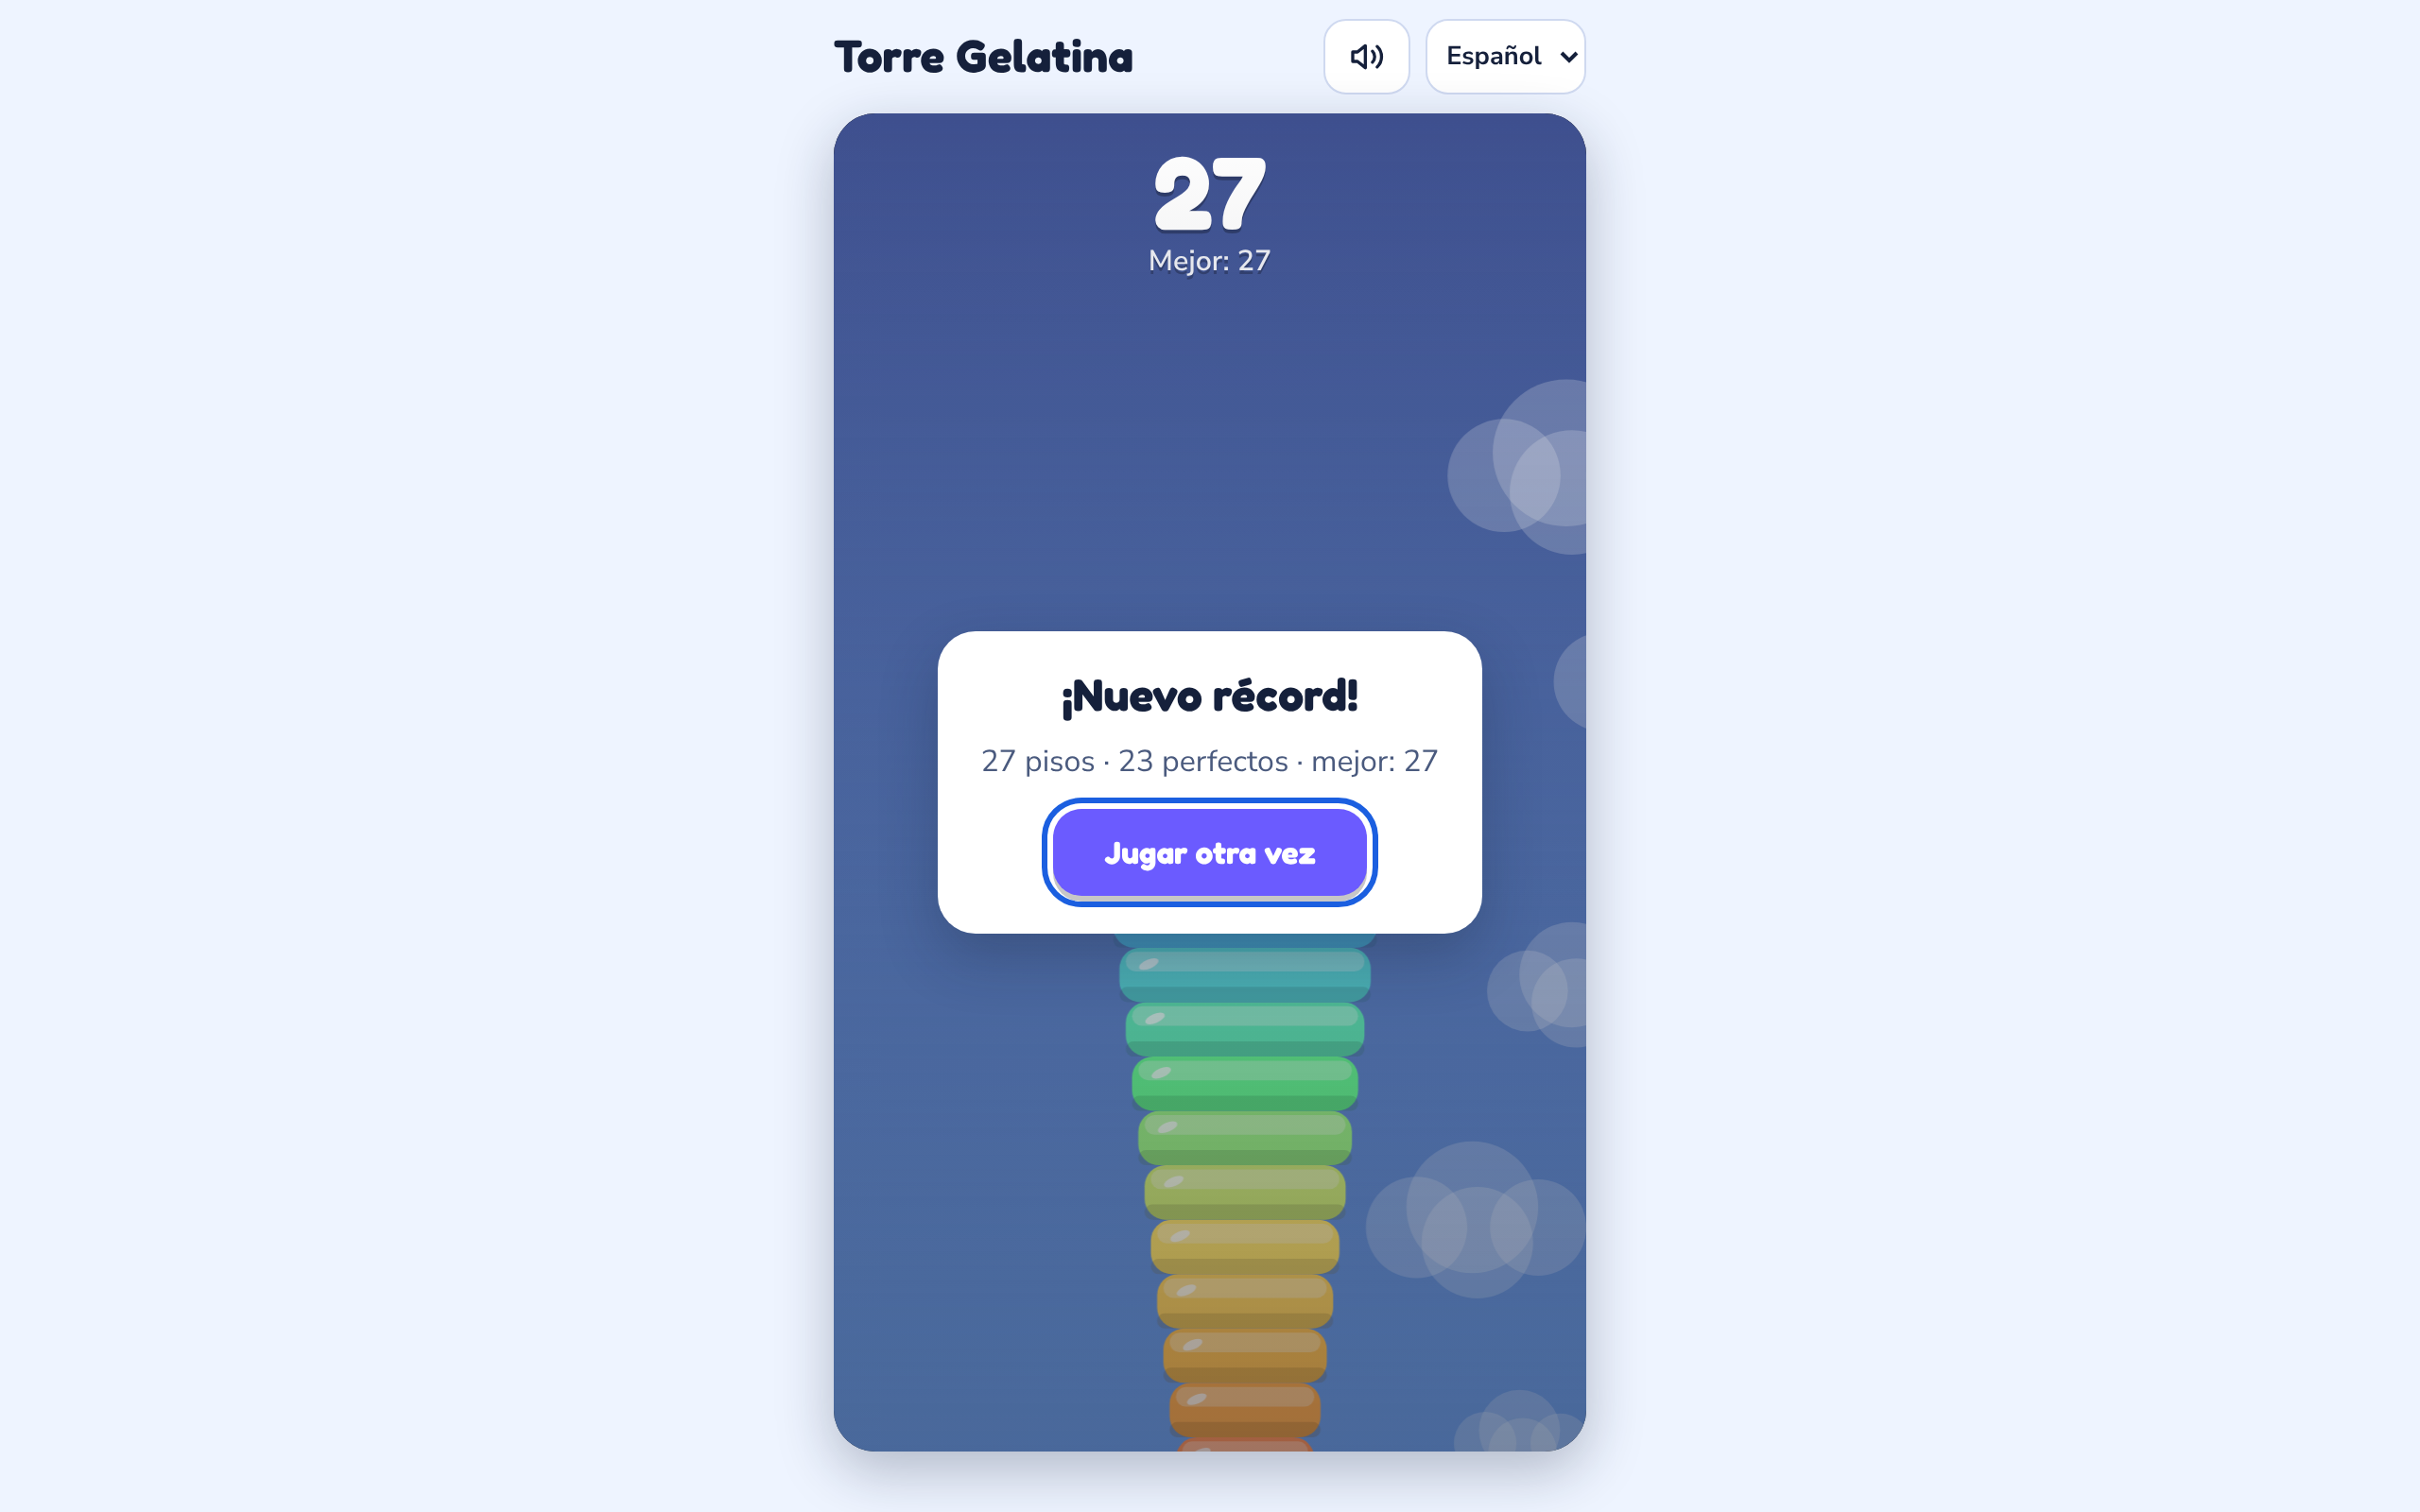 Torre Gelatina
Español
27
Mejor: 27
¡Nuevo récord!
27 pisos · 23 perfectos · mejor: 27
Jugar otra vez